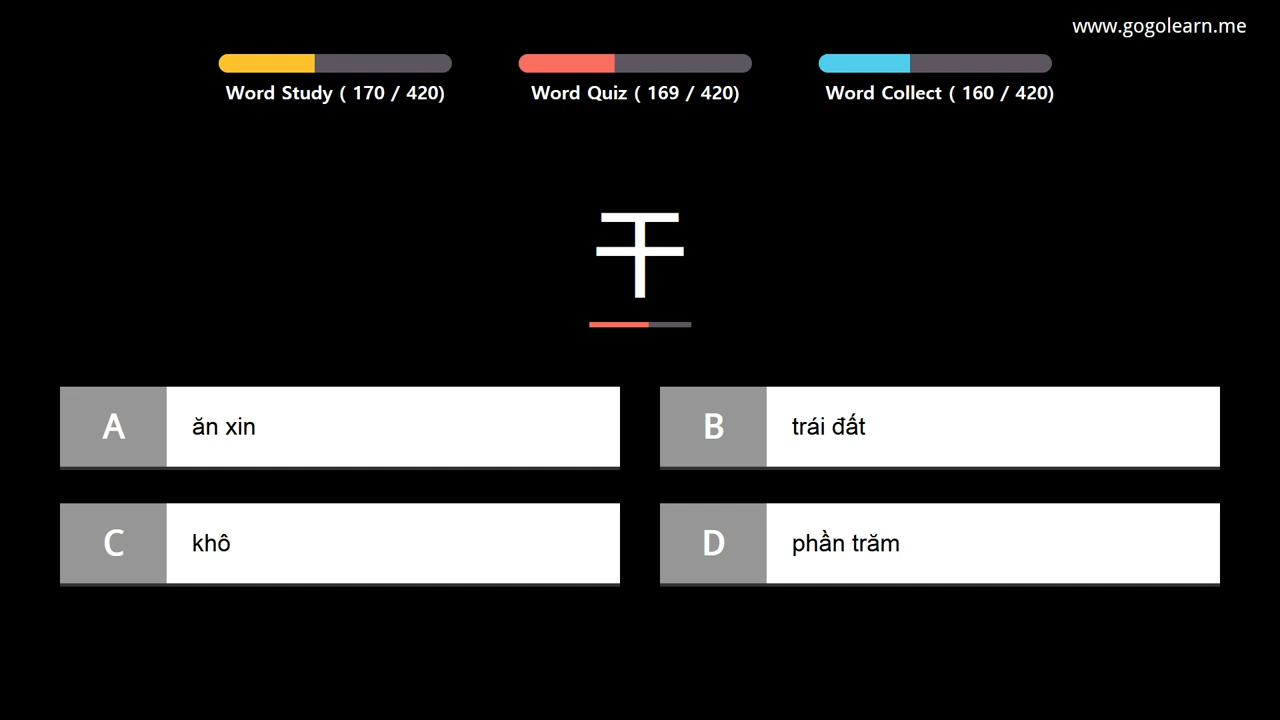 www.gogolearn.me
Word Study ( 170 / 420)
Word Quiz ( 169 / 420)
Word Collect ( 160 / 420)
干
A ăn xin
B trái đất
C khô
D phần trăm